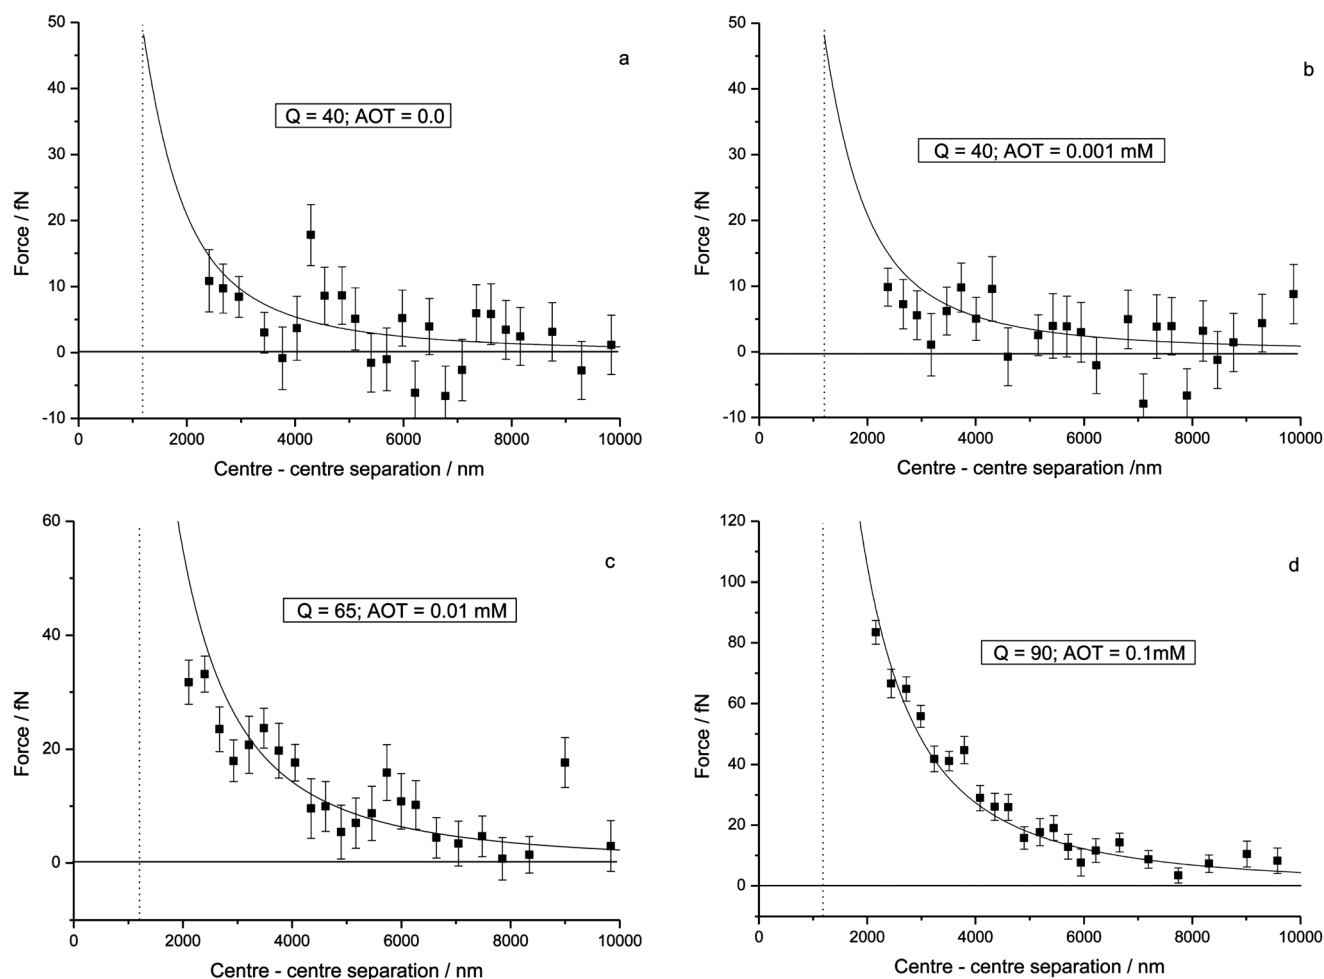 50
40
30
20
10
0
-10
Force / fN
a
Q = 40; AOT = 0.0
0 2000 4000 6000 8000 10000
Centre - centre separation / nm
50
40
30
20
10
0
-10
Force / fN
b
Q = 40; AOT = 0.001 mM
0 2000 4000 6000 8000 10000
Centre - centre separation /nm
60
40
20
0
Force / fN
c
Q = 65; AOT = 0.01 mM
0 2000 4000 6000 8000 10000
Centre - centre separation / nm
120
100
80
60
40
20
0
Force / fN
d
Q = 90; AOT = 0.1mM
0 2000 4000 6000 8000 10000
Centre - centre separation / nm